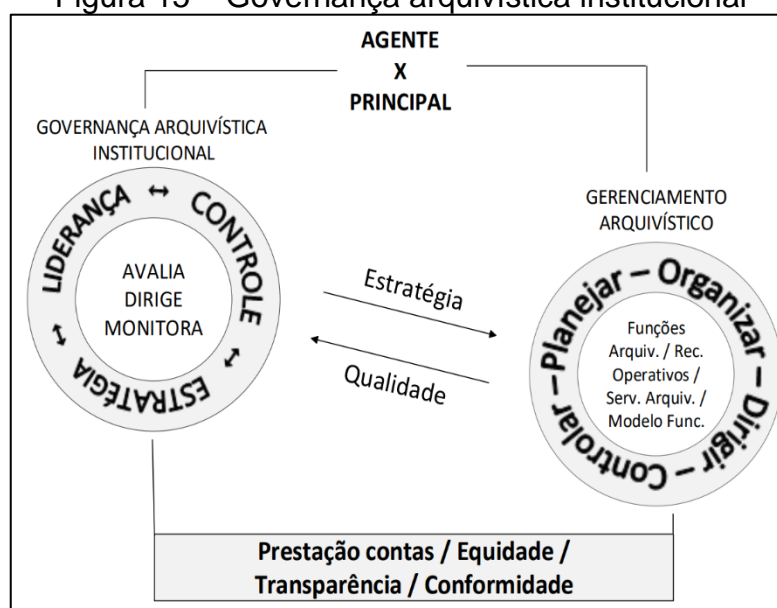 Figura 15 – Governança arquivística institucional
AGENTE
X
PRINCIPAL
GOVERNANÇA ARQUIVÍSTICA
INSTITUCIONAL
LIDERANÇA ↔ CONTROLE ↔ ESTRATÉGIA ↔
AVALIA
DIRIGE
MONITORA
Estratégia
Qualidade
GERENCIAMENTO
ARQUIVÍSTICO
Planejar – Organizar – Dirigir – Controlar –
Funções
Arquiv. / Rec.
Operativos /
Serv. Arquiv. /
Modelo Func.
Prestação contas / Equidade /
Transparência / Conformidade